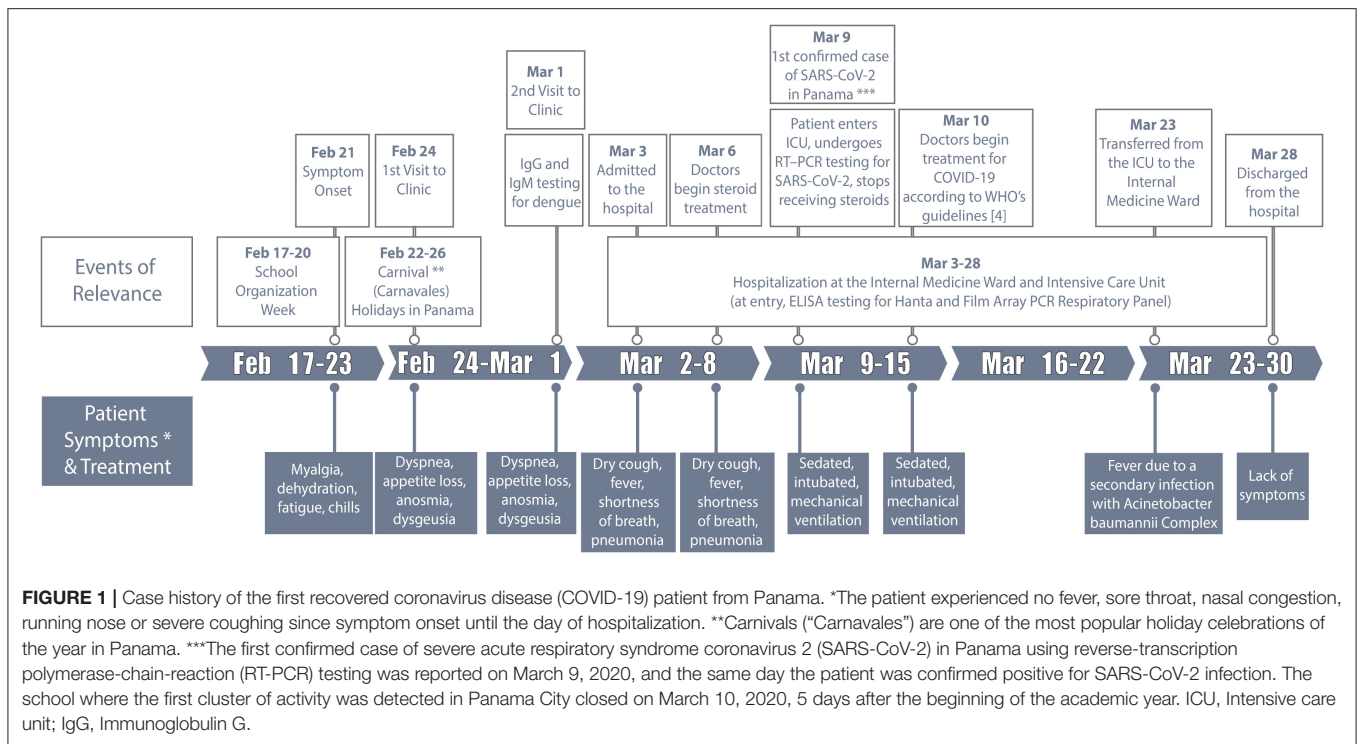 Mar 9
1st confirmed case
of SARS-CoV-2
in Panama ***
Mar 1
2nd Visit to
Clinic
Feb 21
Symptom
Onset
Feb 24
1st Visit to
Clinic
IgG and
IgM testing
for dengue
Mar 3
Admitted
to the
hospital
Mar 6
Doctors
begin steroid
treatment
Patient enters
ICU, undergoes
RT–PCR testing for
SARS-CoV-2, stops
receiving steroids
Mar 10
Doctors begin
treatment for
COVID-19
according to WHO's
guidelines [4]
Mar 23
Transferred from
the ICU to the
Internal
Medicine Ward
Mar 28
Discharged
from the
hospital
Events of
Relevance
Feb 17-20
School
Organization
Week
Feb 22-26
Carnival **
(Carnavales)
Holidays in Panama
Mar 3-28
Hospitalization at the Internal Medicine Ward and Intensive Care Unit
(at entry, ELISA testing for Hanta and Film Array PCR Respiratory Panel)
Feb 17-23
Feb 24-Mar 1
Mar 2-8
Mar 9-15
Mar 16-22
Mar 23-30
Patient
Symptoms *
& Treatment
Myalgia,
dehydration,
fatigue, chills
Dyspnea,
appetite loss,
anosmia,
dysgeusia
Dyspnea,
appetite loss,
anosmia,
dysgeusia
Dry cough,
fever,
shortness
of breath,
pneumonia
Dry cough,
fever,
shortness
of breath,
pneumonia
Sedated,
intubated,
mechanical
ventilation
Sedated,
intubated,
mechanical
ventilation
Fever due to a
secondary infection
with Acinetobacter
baumannii Complex
Lack of
symptoms
FIGURE 1 | Case history of the first recovered coronavirus disease (COVID-19) patient from Panama. *The patient experienced no fever, sore throat, nasal congestion,
running nose or severe coughing since symptom onset until the day of hospitalization. **Carnivals ("Carnavales") are one of the most popular holiday celebrations of
the year in Panama. ***The first confirmed case of severe acute respiratory syndrome coronavirus 2 (SARS-CoV-2) in Panama using reverse-transcription
polymerase-chain-reaction (RT-PCR) testing was reported on March 9, 2020, and the same day the patient was confirmed positive for SARS-CoV-2 infection. The
school where the first cluster of activity was detected in Panama City closed on March 10, 2020, 5 days after the beginning of the academic year. ICU, Intensive care
unit; IgG, Immunoglobulin G.